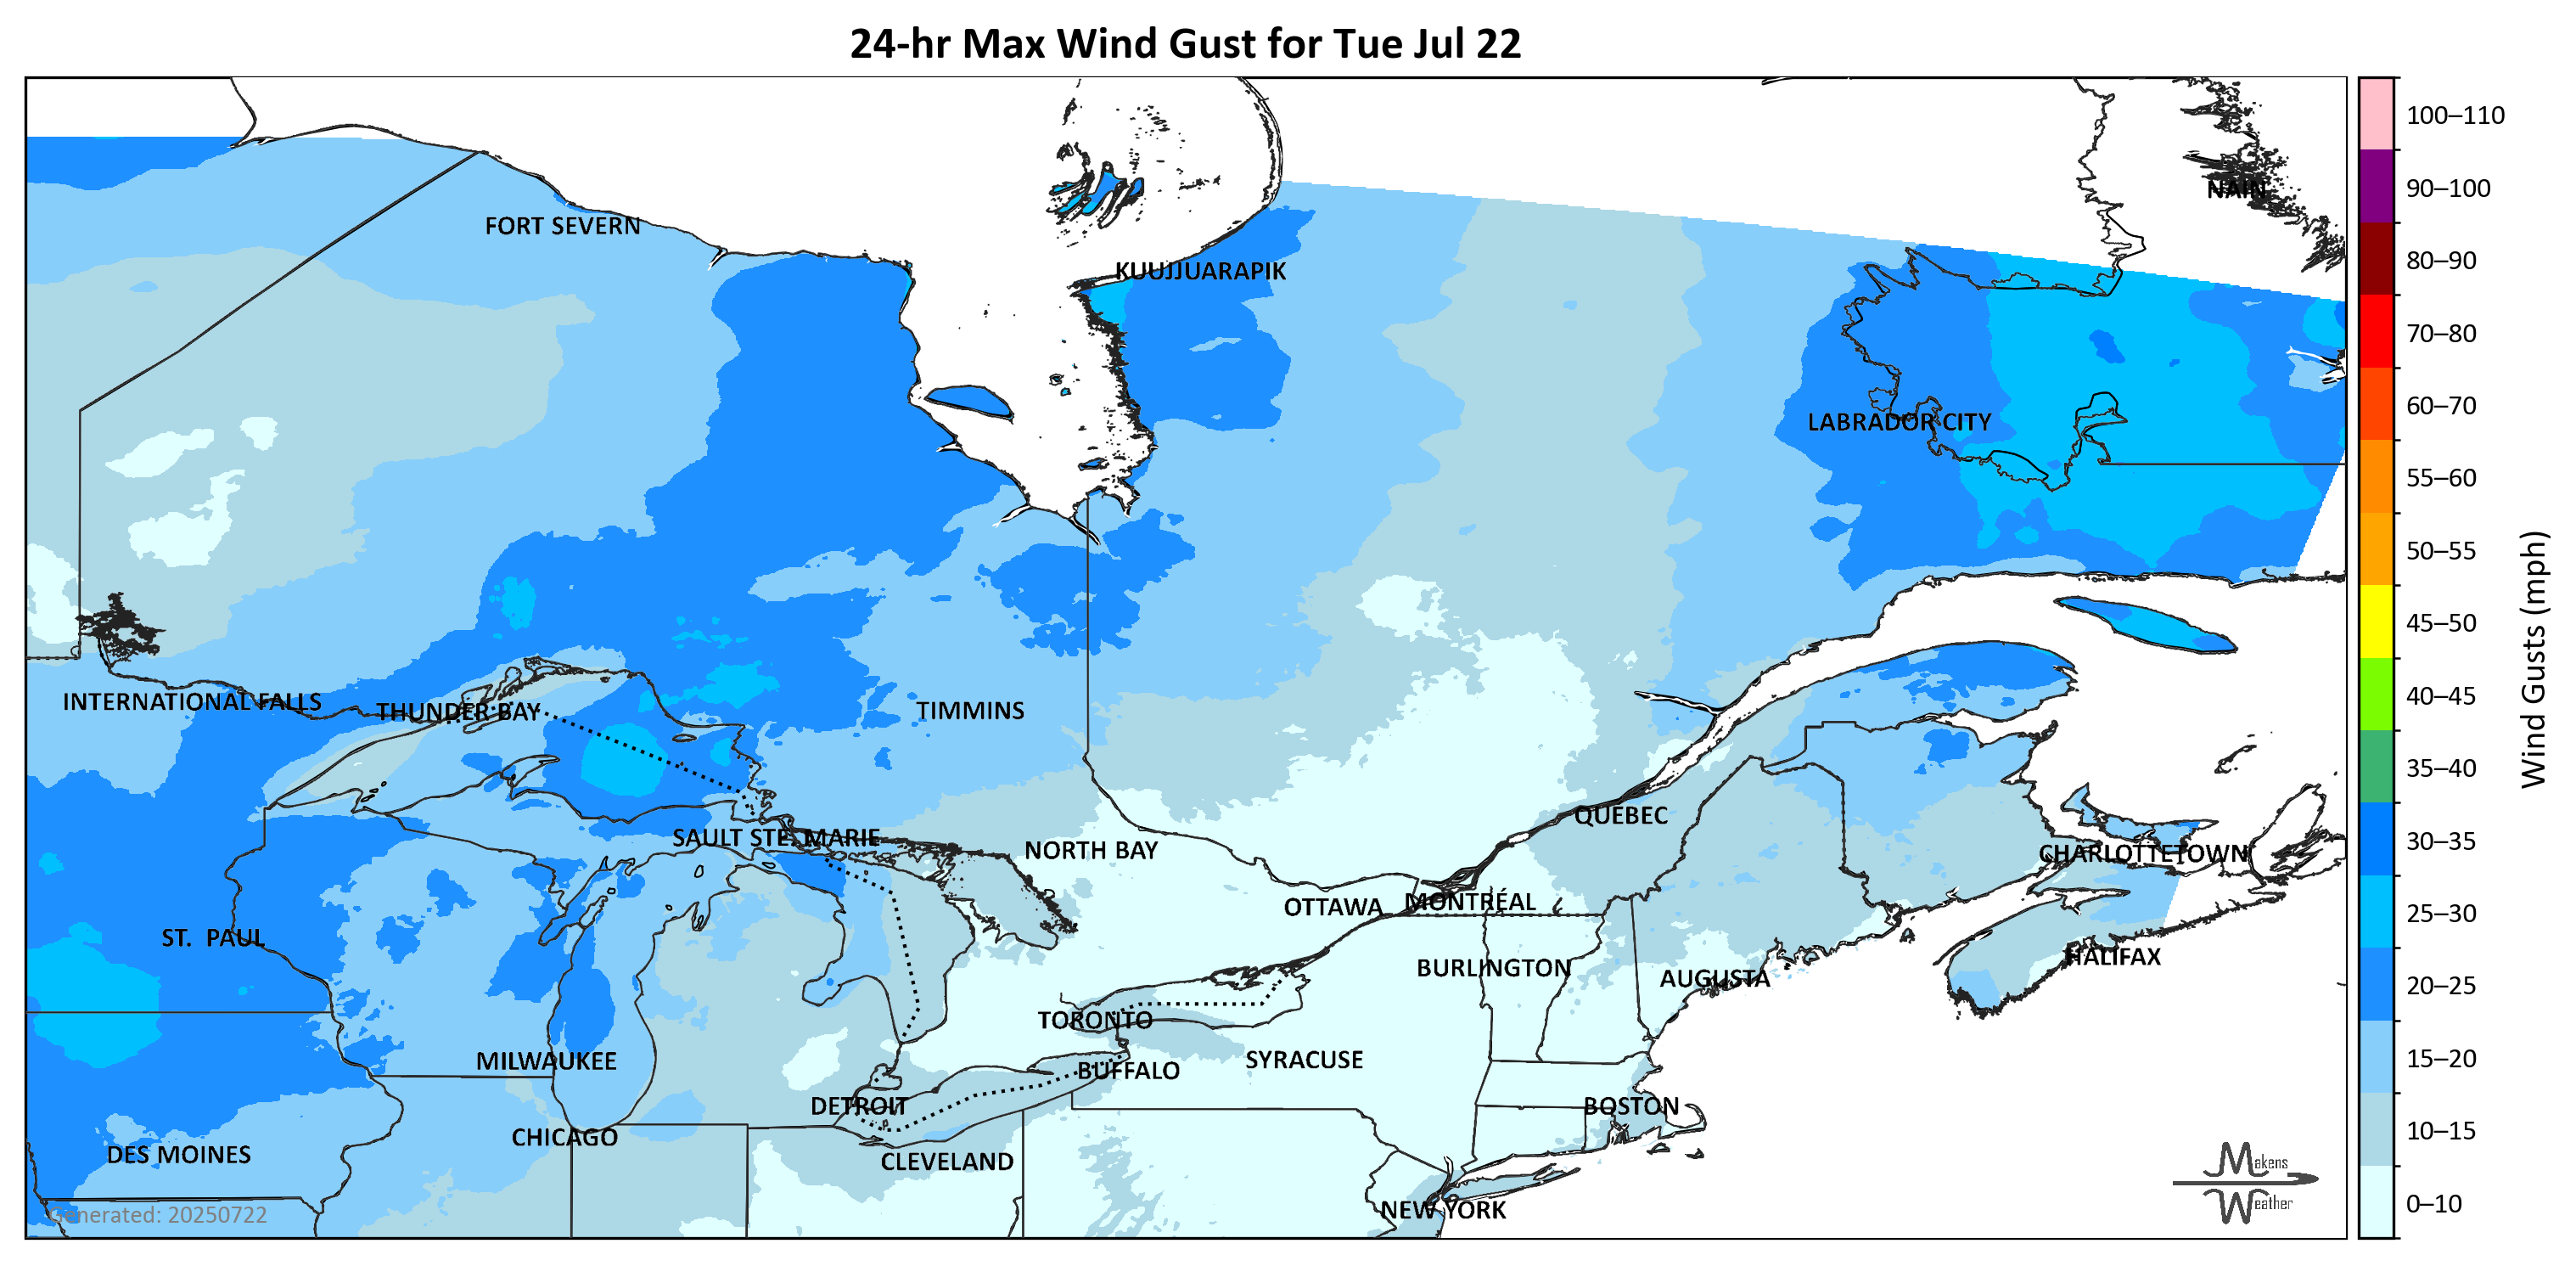 24-hr Max Wind Gust for Tue Jul 22
100–110
90–100
NAIN
FORT SEVERN
80–90
KUUJJUARAPIK
70–80
60–70
LABRADOR CITY
55–60
50–55
45–50
Wind Gusts (mph)
40–45
INTERNATIONAL FALLS
THUNDER BAY
TIMMINS
35–40
QUEBEC
30–35
SAULT STE. MARIE
NORTH BAY
CHARLOTTETOWN
MONTRÉAL
OTTAWA
25–30
ST. PAUL
HALIFAX
BURLINGTON
AUGUSTA
20–25
TORONTO
MILWAUKEE
SYRACUSE
15–20
BUFFALO
DETROIT
BOSTON
10–15
CHICAGO
DES MOINES
CLEVELAND
Makens
Weather
NEW YORK
0–10
Generated: 20250722